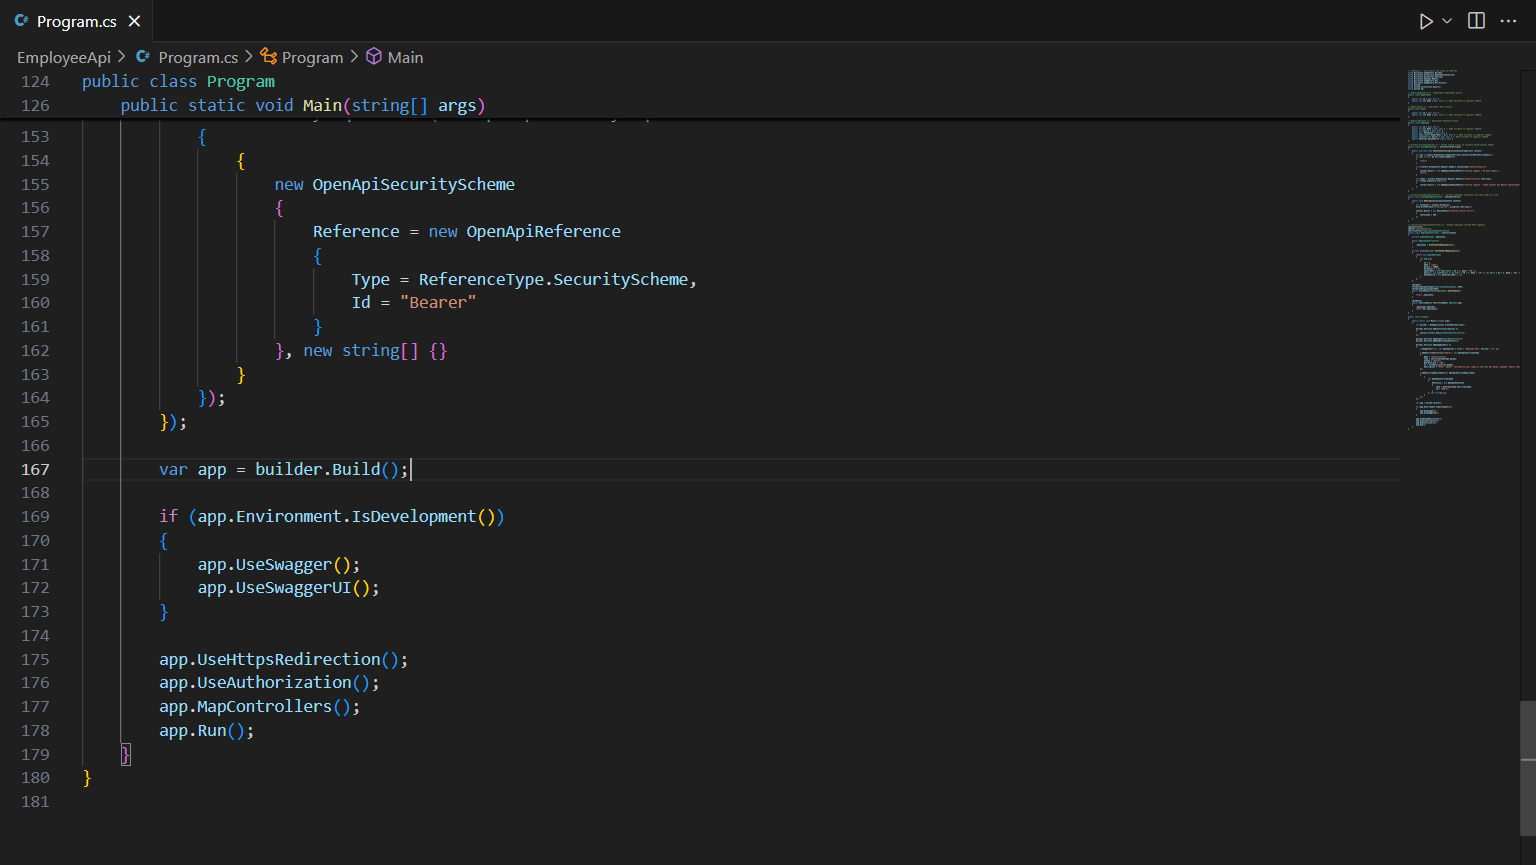 Program.cs
EmployeeApi > Program.cs > Program > Main
124 public class Program
126 public static void Main(string[] args)
153 {
154 {
155 new OpenApiSecurityScheme
156 {
157 Reference = new OpenApiReference
158 {
159 Type = ReferenceType.SecurityScheme,
160 Id = "Bearer"
161 }
162 }, new string[] {}
163 }
164 });
165 });
166
167 var app = builder.Build();
168
169 if (app.Environment.IsDevelopment())
170 {
171 app.UseSwagger();
172 app.UseSwaggerUI();
173 }
174
175 app.UseHttpsRedirection();
176 app.UseAuthorization();
177 app.MapControllers();
178 app.Run();
179 }
180 }
181